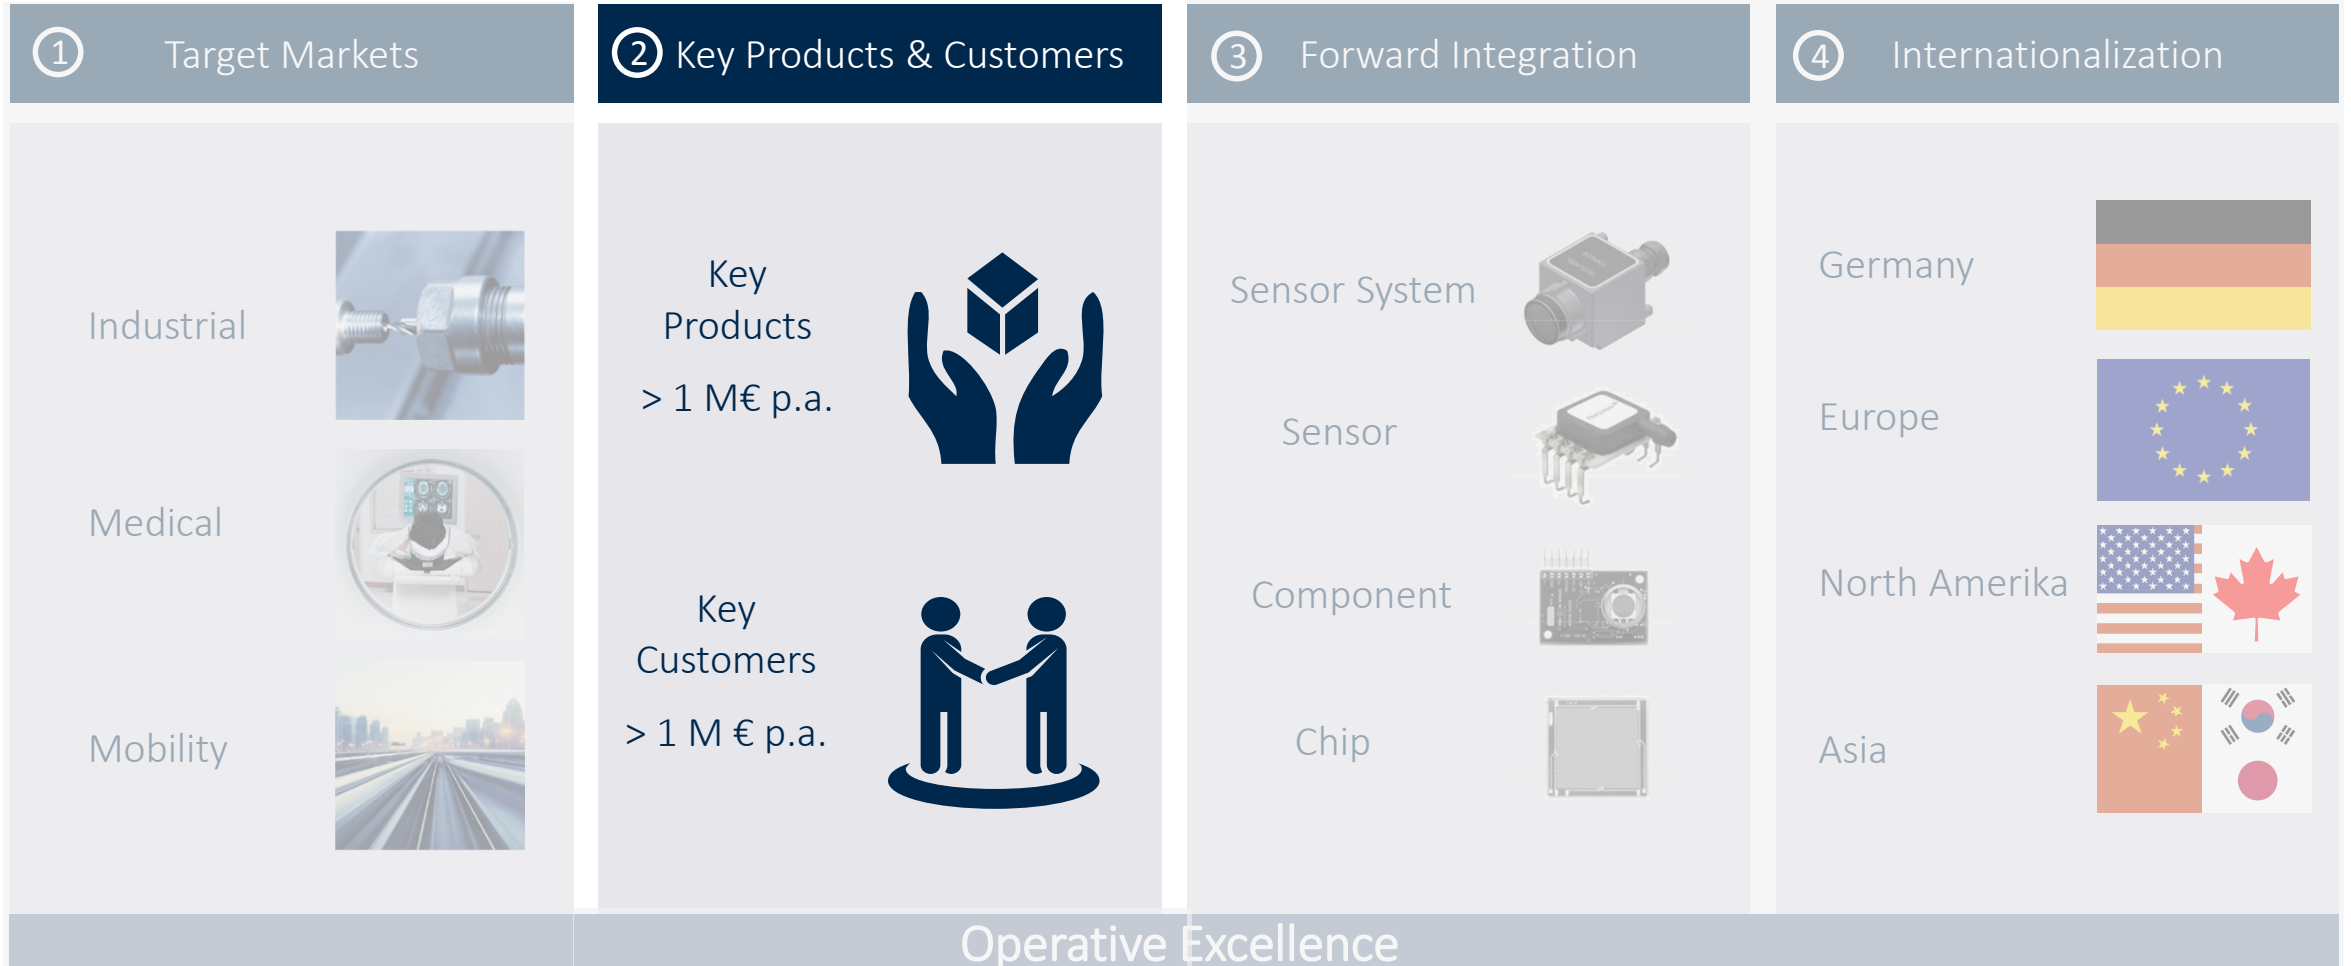 1 Target Markets
Industrial
Medical
Mobility
2 Key Products & Customers
Key
Products
> 1 M€ p.a.
Key
Customers
> 1 M € p.a.
3 Forward Integration
Sensor System
Sensor
Component
Chip
4 Internationalization
Germany
Europe
North Amerika
Asia
Operative Excellence